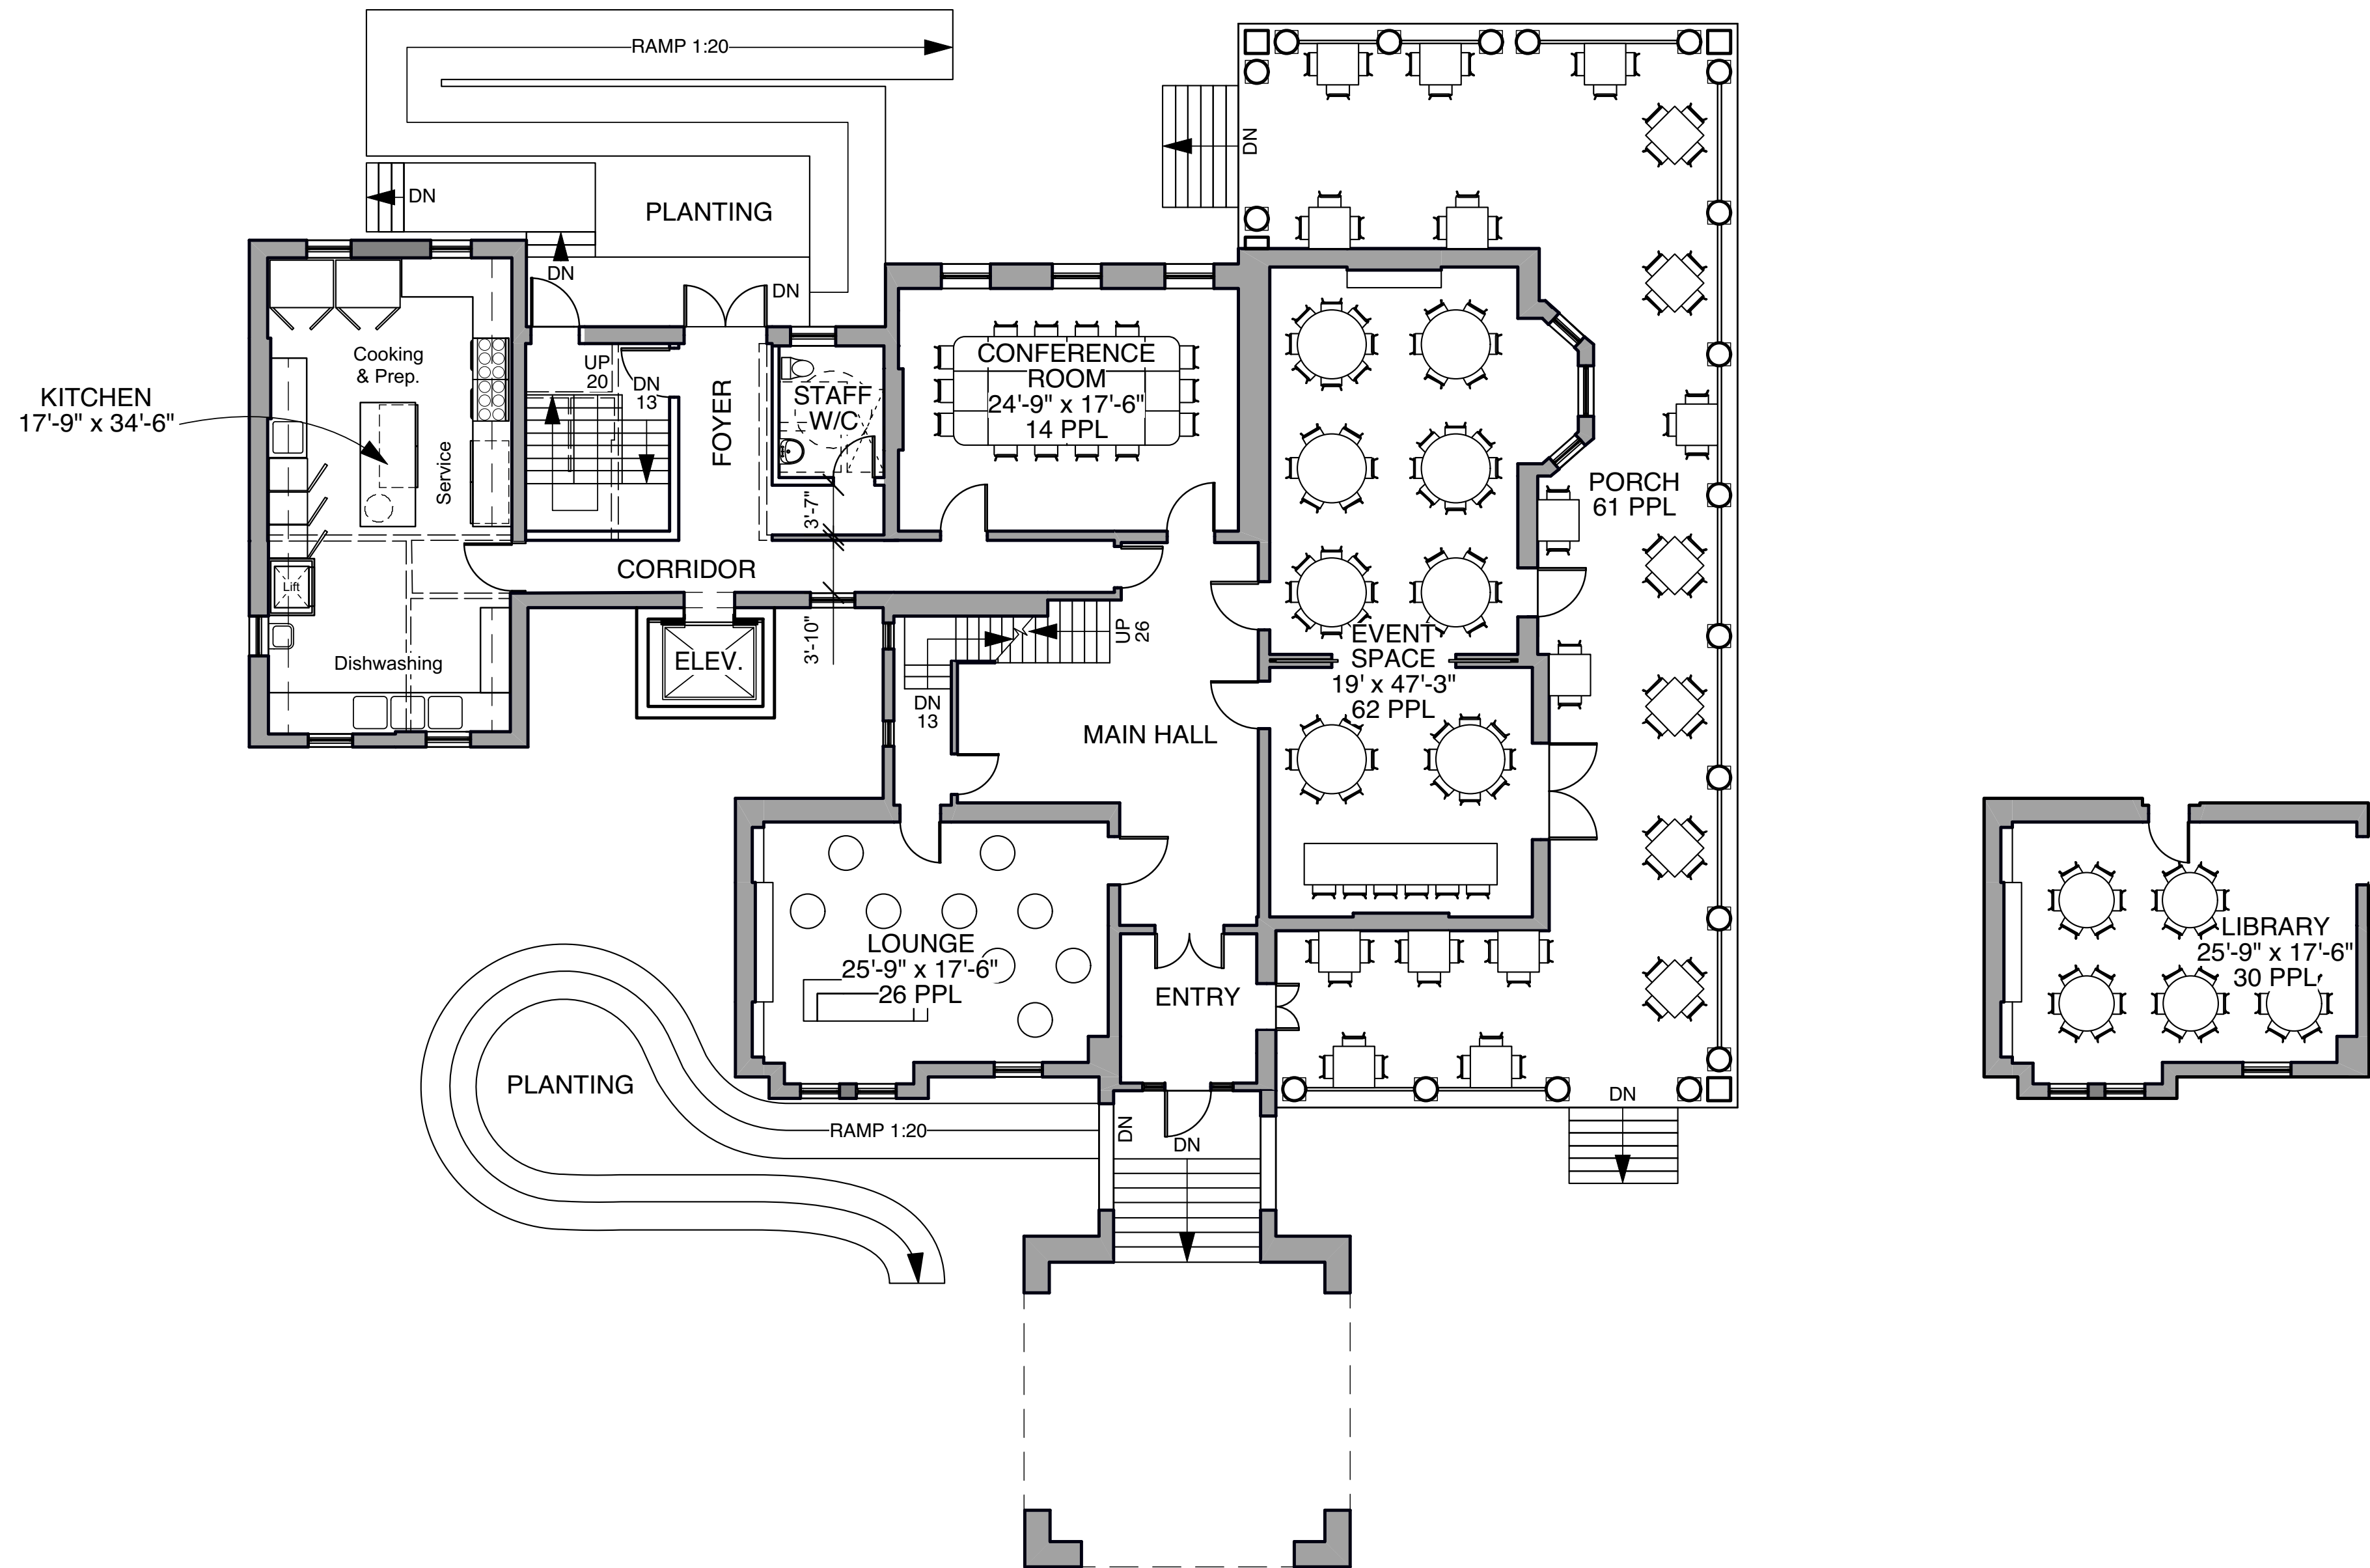 RAMP 1:20
DN
DN
PLANTING
DN
DN
KITCHEN
17'-9" x 34'-6"
Cooking
& Prep.
Service
Lift
Dishwashing
UP
20
DN
13
FOYER
STAFF
W/C
3'-7"
CONFERENCE
ROOM
24'-9" x 17'-6"
14 PPL
PORCH
61 PPL
CORRIDOR
ELEV.
3'-10"
UP
26
DN
13
MAIN HALL
EVENT
SPACE
19' x 47'-3"
62 PPL
LOUNGE
25'-9" x 17'-6"
26 PPL
ENTRY
LIBRARY
25'-9" x 17'-6"
30 PPL
PLANTING
RAMP 1:20
DN
DN
DN